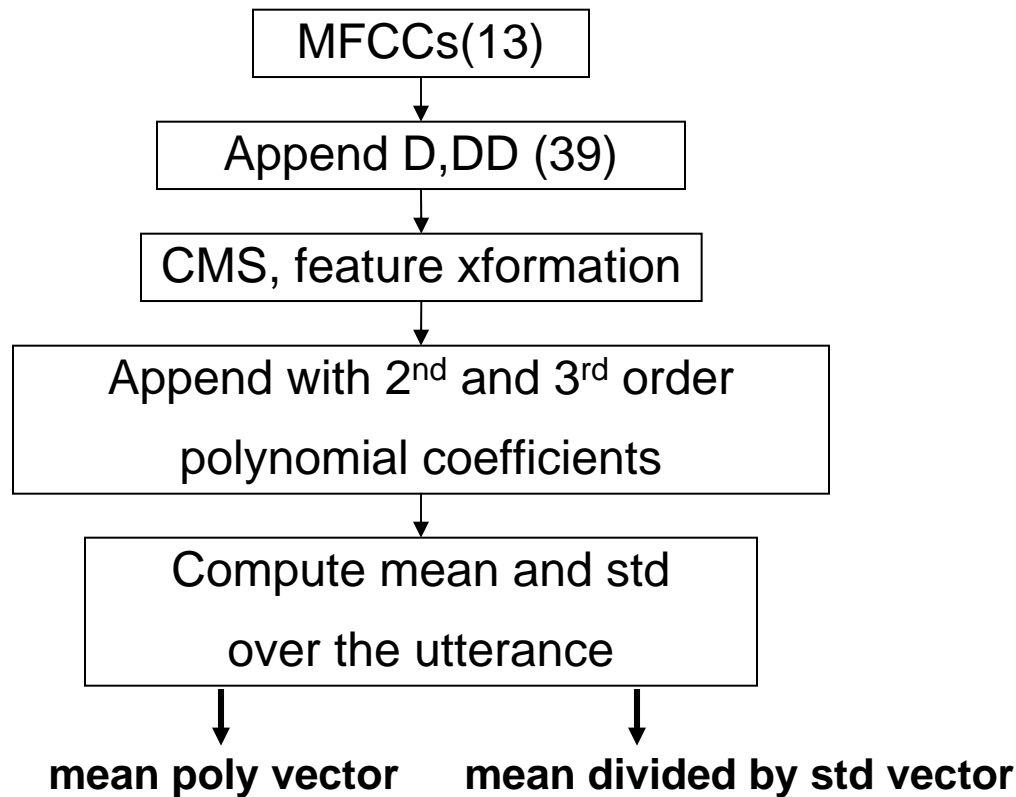 MFCCs(13)
Append D,DD (39)
CMS, feature xformation
Append with 2nd and 3rd order
polynomial coefficients
Compute mean and std
over the utterance
mean poly vector
mean divided by std vector